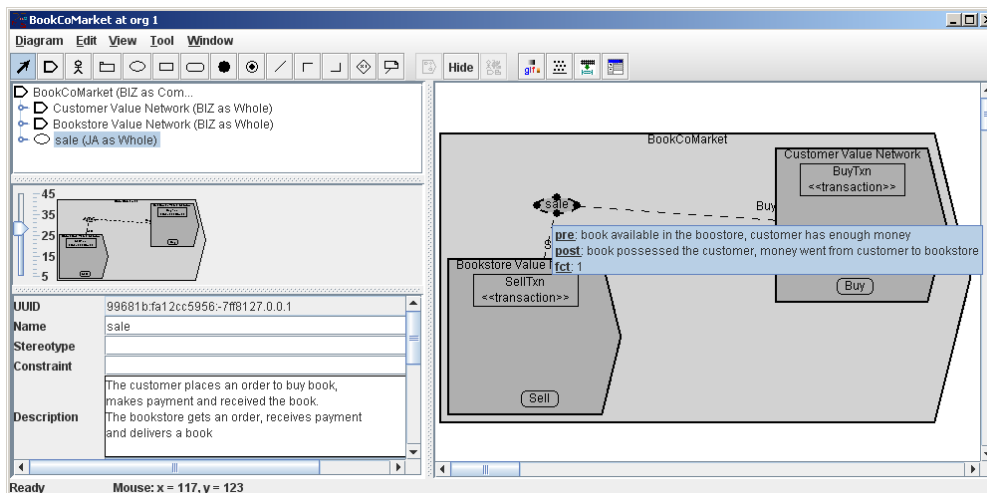 BookCoMarket at org 1
Diagram Edit View Tool Window
Hide gif
BookCoMarket (BIZ as Com...
Customer Value Network (BIZ as Whole)
Bookstore Value Network (BIZ as Whole)
sale (JA as Whole)
45
35
25
15
5
UUID 99681b:fa12cc5956:-7ff8127.0.0.1
Name sale
Stereotype
Constraint
Description
The customer places an order to buy book,
makes payment and received the book.
The bookstore gets an order, receives payment
and delivers a book
BookCoMarket
Customer Value Network
BuyTxn
<<transaction>>
sale
Buy
pre: book available in the boostore, customer has enough money
post: book possessed the customer, money went from customer to bookstore
fct: 1
Bookstore Value
SellTxn
<<transaction>>
Buy
Sell
Ready Mouse: x = 117, y = 123